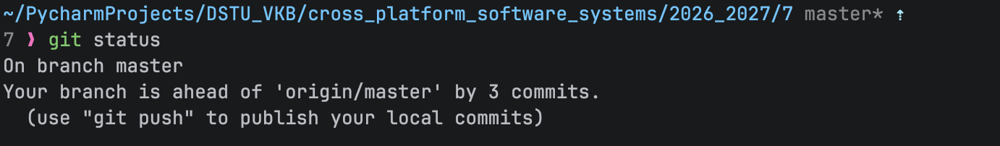 ~/PycharmProjects/DSTU_VKB/cross_platform_software_systems/2026_2027/7 master* ⇡
7 ❯ git status
On branch master
Your branch is ahead of 'origin/master' by 3 commits.
  (use "git push" to publish your local commits)